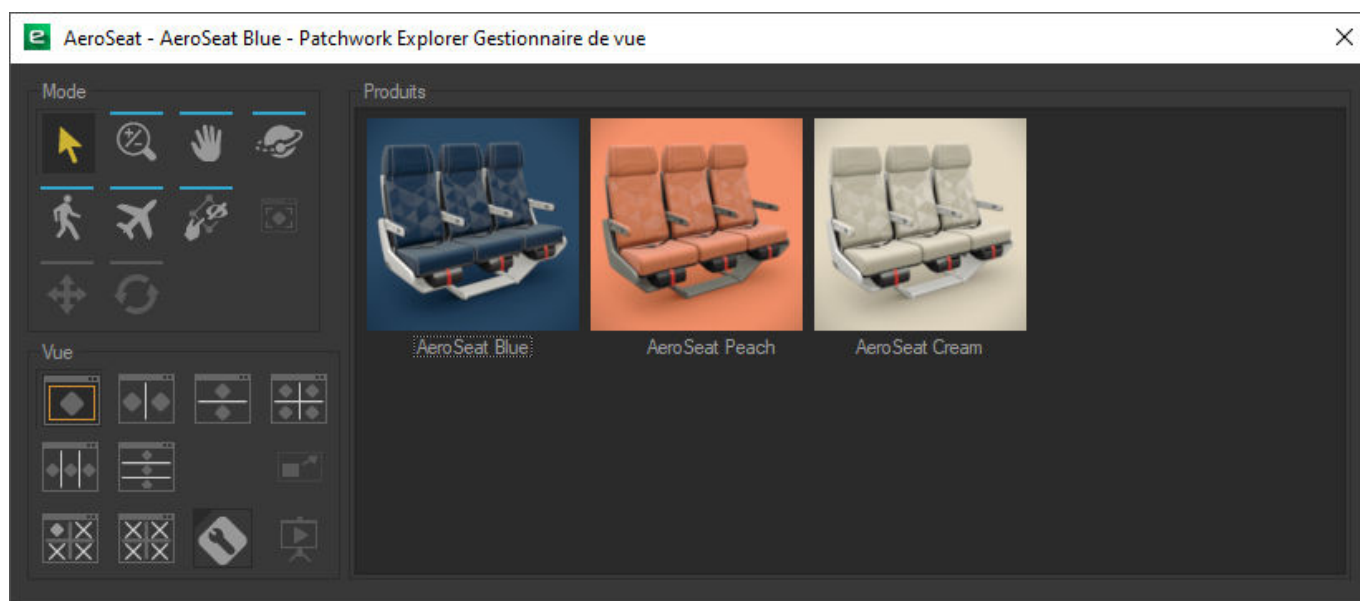 AeroSeat - AeroSeat Blue - Patchwork Explorer Gestionnaire de vue
Mode
Produits
AeroSeat Blue
AeroSeat Peach
AeroSeat Cream
Vue